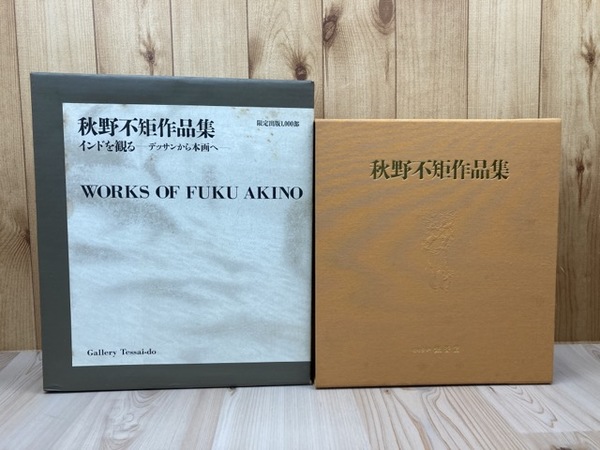 秋野不矩作品集
限定出版1,000部
インドを観る―デッサンから本画へ―
WORKS OF FUKU AKINO
Gallery Tessai-do
秋野不矩作品集